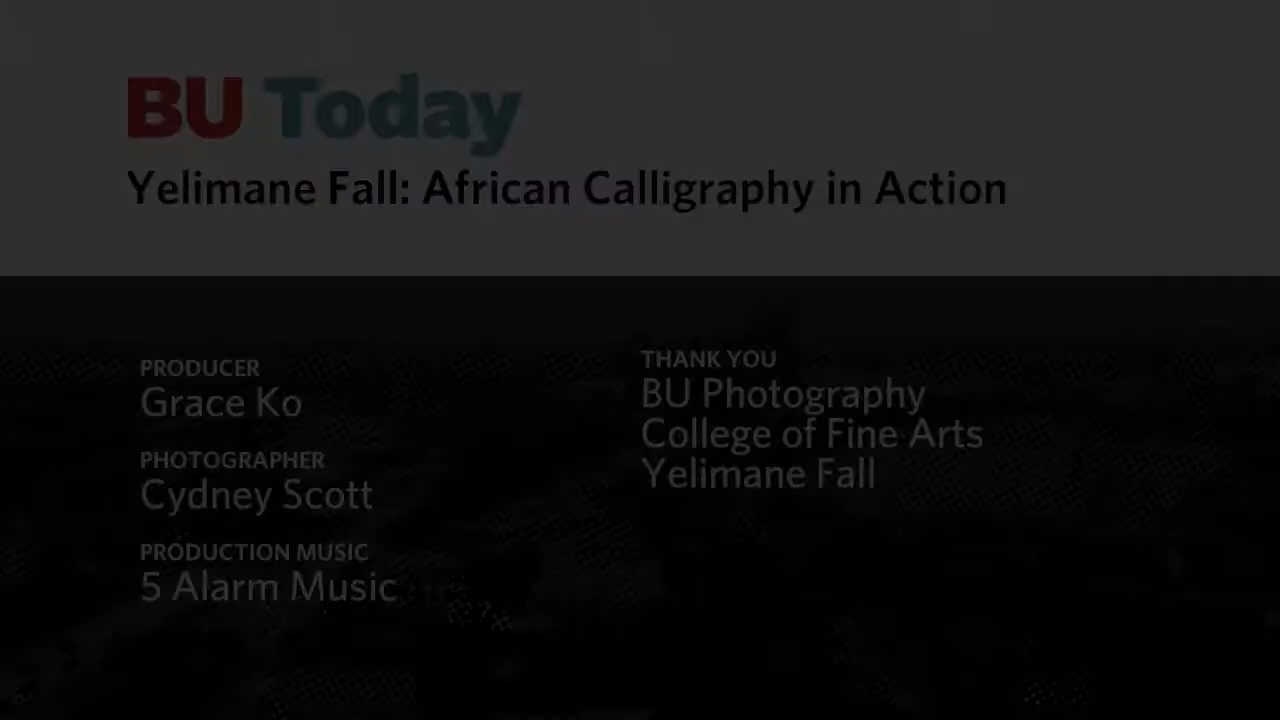 BU Today
Yelimane Fall: African Calligraphy in Action
PRODUCER
Grace Ko
PHOTOGRAPHER
Cydney Scott
PRODUCTION MUSIC
5 Alarm Music
THANK YOU
BU Photography
College of Fine Arts
Yelimane Fall